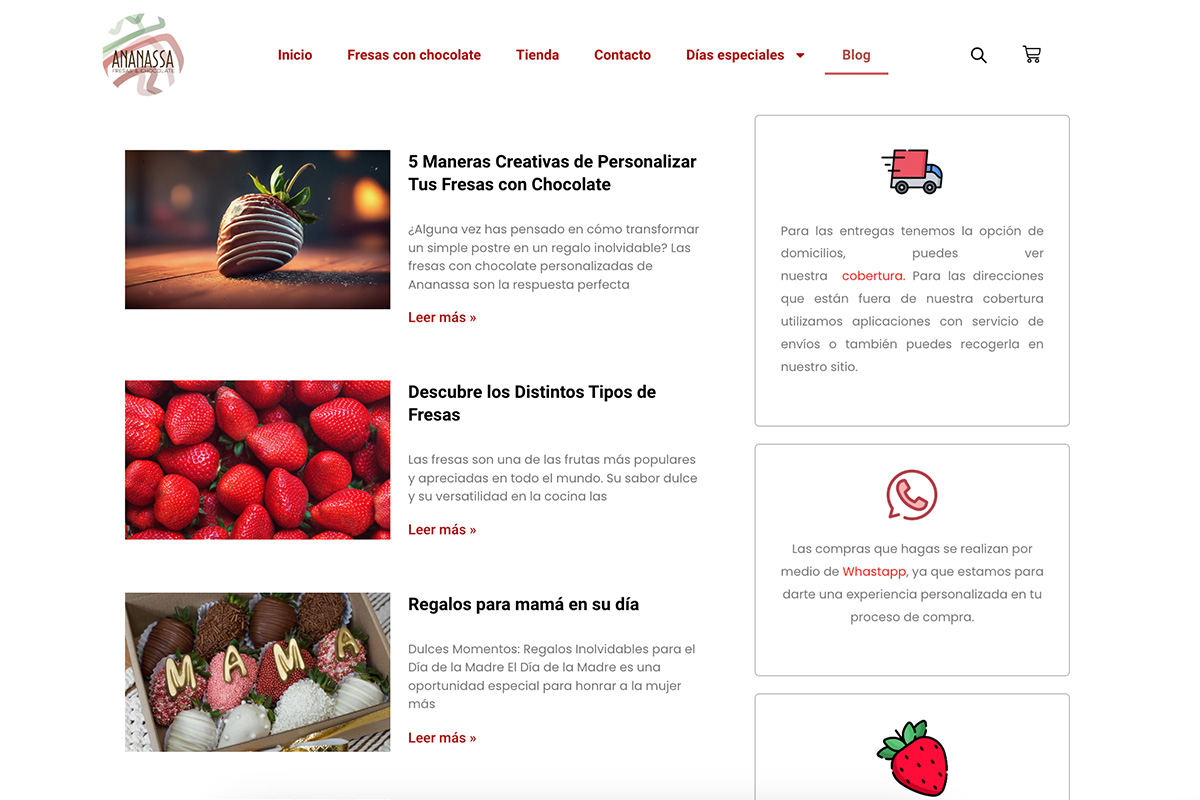 ANANASSA
FRESAS & CHOCOLATE
Inicio
Fresas con chocolate
Tienda
Contacto
Días especiales
Blog
5 Maneras Creativas de Personalizar
Tus Fresas con Chocolate
¿Alguna vez has pensado en cómo transformar
un simple postre en un regalo inolvidable? Las
fresas con chocolate personalizadas de
Ananassa son la respuesta perfecta
Leer más »
Descubre los Distintos Tipos de
Fresas
Las fresas son una de las frutas más populares
y apreciadas en todo el mundo. Su sabor dulce
y su versatilidad en la cocina las
Leer más »
MAMA
Regalos para mamá en su día
Dulces Momentos: Regalos Inolvidables para el
Día de la Madre El Día de la Madre es una
oportunidad especial para honrar a la mujer
más
Leer más »
Para las entregas tenemos la opción de
domicilios, puedes ver
nuestra cobertura. Para las direcciones
que están fuera de nuestra cobertura
utilizamos aplicaciones con servicio de
envíos o también puedes recogerla en
nuestro sitio.
Las compras que hagas se realizan por
medio de Whastapp, ya que estamos para
darte una experiencia personalizada en tu
proceso de compra.